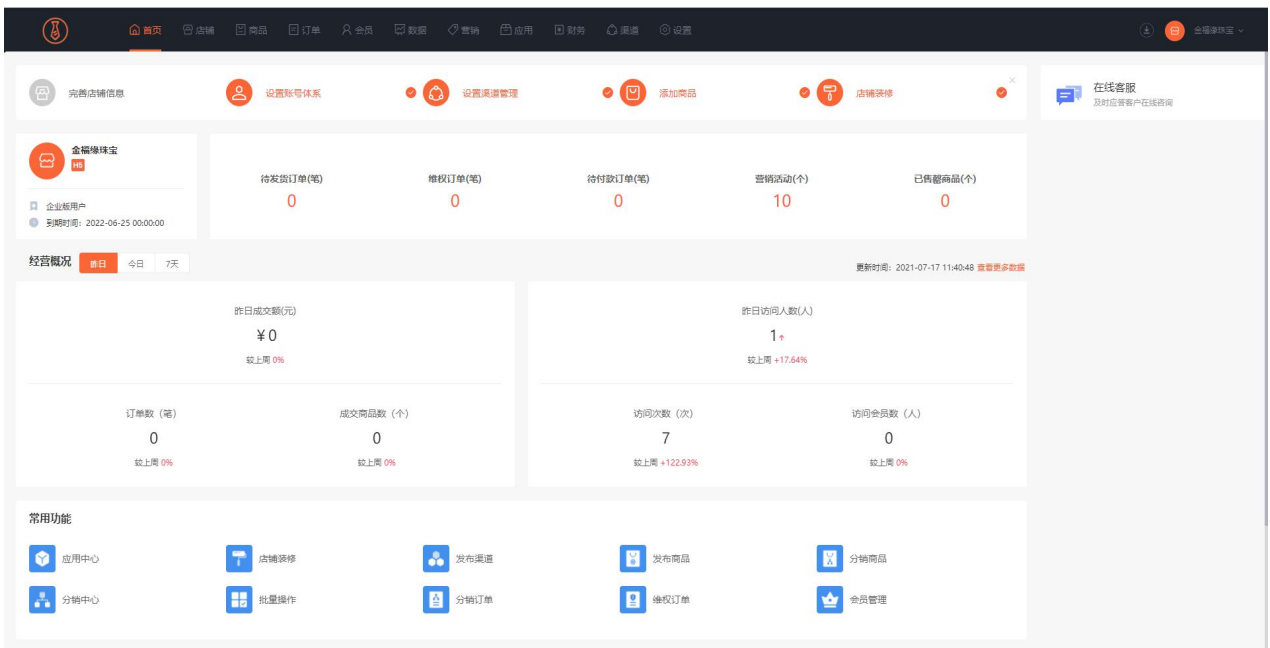 首页 店铺 商品 订单 会员 数据 营销 应用 财务 渠道 设置 金福缘珠宝
完善店铺信息 设置账号体系 设置渠道管理 添加商品 店铺装修
在线客服
及时应答客户在线咨询
金福缘珠宝
H5
企业版用户
到期时间：2022-06-25 00:00:00
待发货订单(笔) 维权订单(笔) 待付款订单(笔) 营销活动(个) 已售罄商品(个)
0 0 0 10 0
经营概况 昨日 今日 7天
更新时间：2021-07-17 11:40:48 查看更多数据
昨日成交额(元)
¥0
较上周 0%
订单数（笔） 成交商品数（个）
0 0
较上周 0% 较上周 0%
昨日访问人数(人)
1↑
较上周 +17.64%
访问次数（次） 访问会员数（人）
7 0
较上周 +122.93% 较上周 0%
常用功能
应用中心 店铺装修 发布渠道 发布商品 分销商品
分销中心 批量操作 分销订单 维权订单 会员管理